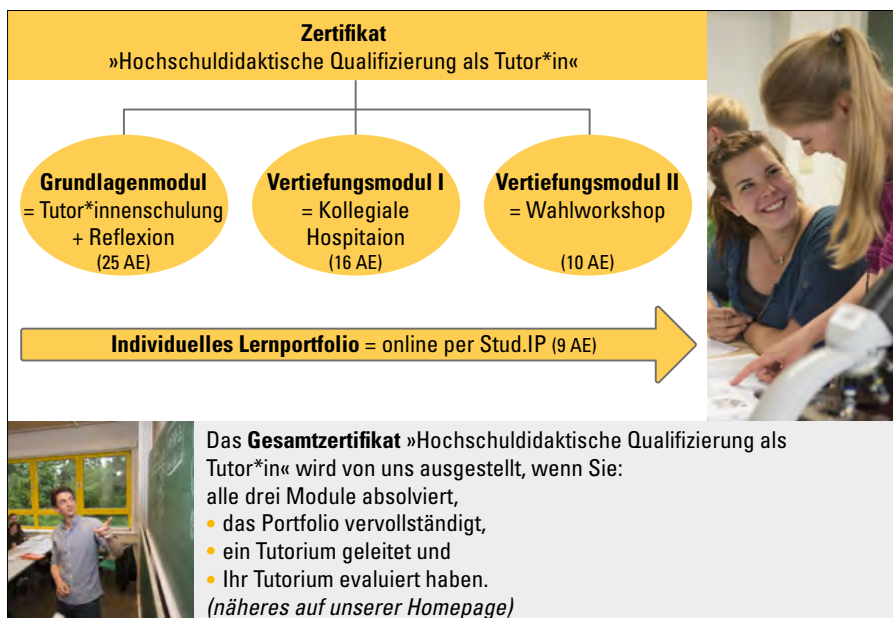 Zertifikat
»Hochschuldidaktische Qualifizierung als Tutor*in«
Grundlagenmodul
= Tutor*innenschulung
+ Reflexion
(25 AE)
Vertiefungsmodul I
= Kollegiale
Hospitaion
(16 AE)
Vertiefungsmodul II
= Wahlworkshop
(10 AE)
Individuelles Lernportfolio = online per Stud.IP (9 AE)
Das Gesamtzertifikat »Hochschuldidaktische Qualifizierung als
Tutor*in« wird von uns ausgestellt, wenn Sie:
alle drei Module absolviert,
• das Portfolio vervollständigt,
• ein Tutorium geleitet und
• Ihr Tutorium evaluiert haben.
(näheres auf unserer Homepage)